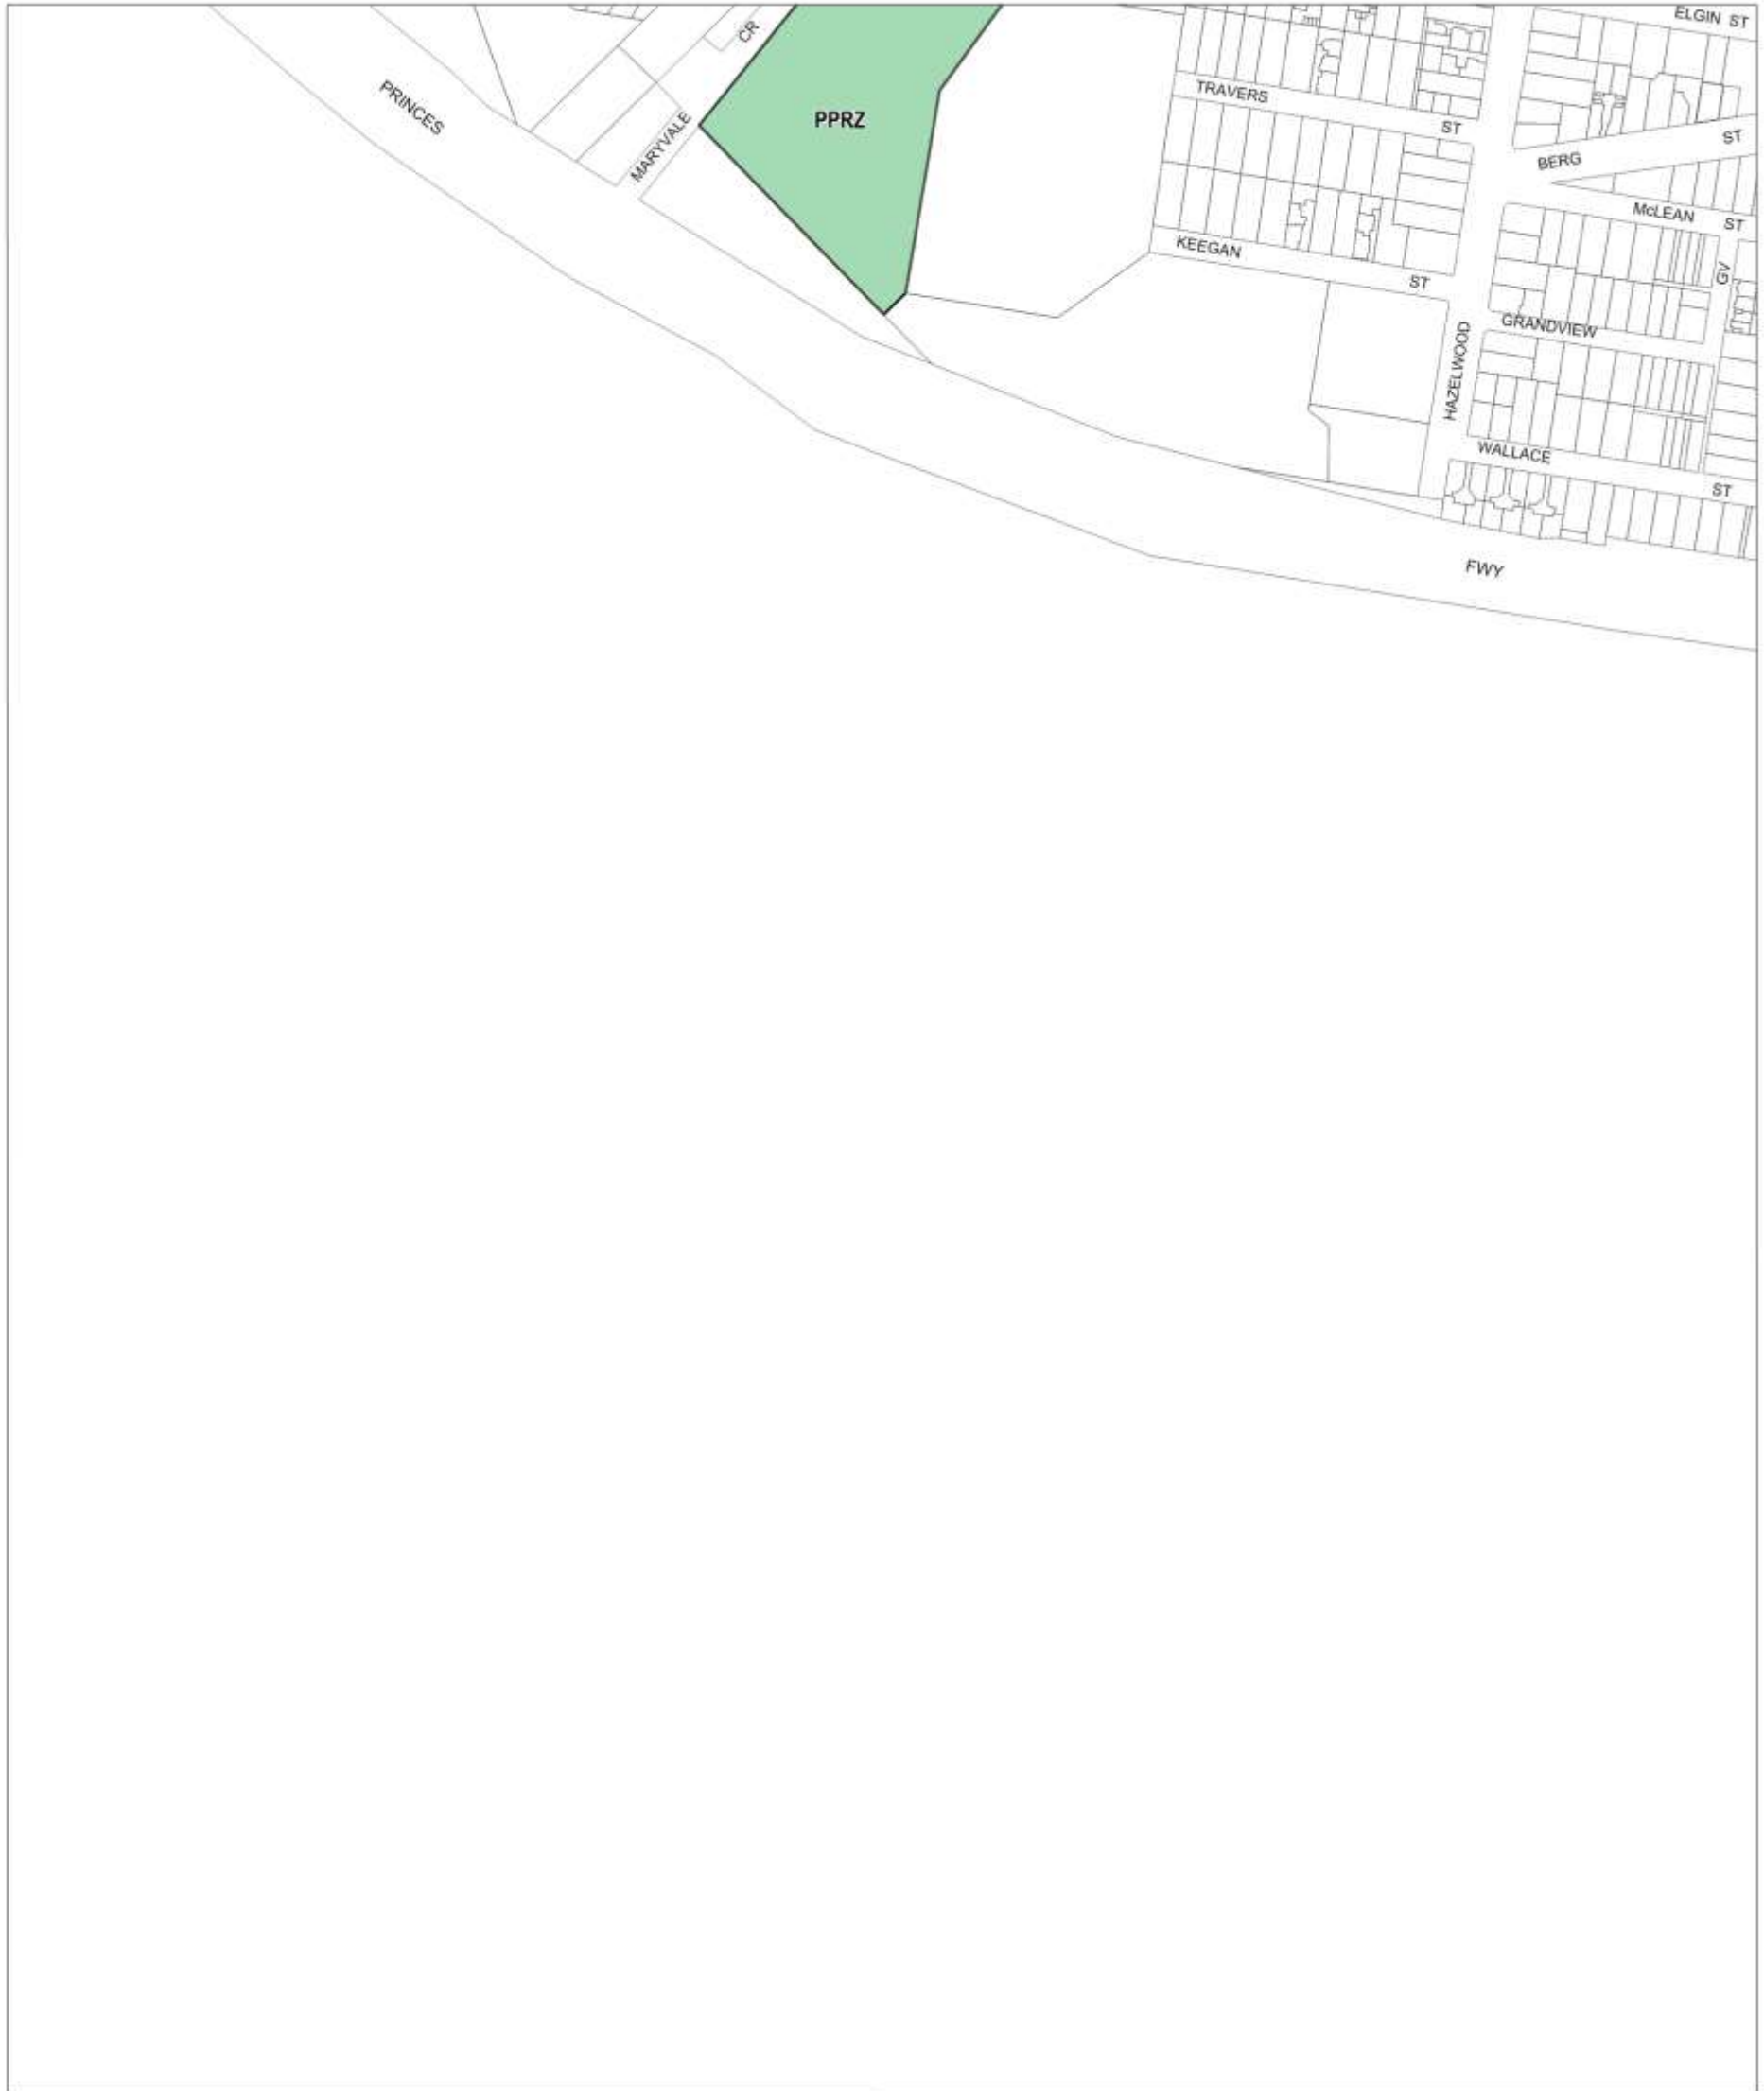 ELGIN ST
CR
PRINCES
MARYVALE
PPRZ
TRAVERS
ST
BERG
ST
McLEAN
ST
KEEGAN
ST
GV
GRANDVIEW
HAZELWOOD
WALLACE
ST
FWY